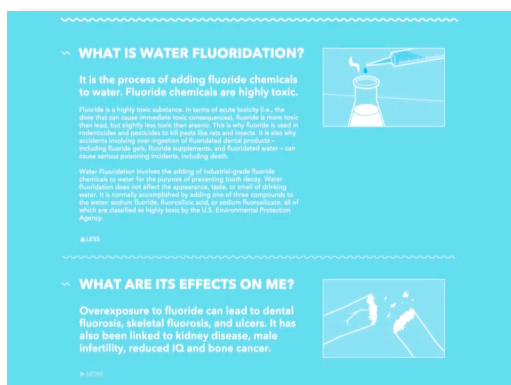 WHAT IS WATER FLUORIDATION?
It is the process of adding fluoride chemicals
to water. Fluoride chemicals are highly toxic.
Fluoride is a highly toxic substance. In terms of acute toxicity (i.e., the
dose that can cause immediate toxic consequences), fluoride is more toxic
than lead, but slightly less toxic than arsenic. This is why fluoride is used in
rodenticides and pesticides to kill pests like rats and insects. It is also why
accidents involving over-ingestion of fluoridated dental products –
including fluoride gels, fluoride supplements, and fluoridated water – can
cause serious poisoning incidents, including death.
Water Fluoridation involves the adding of industrial-grade fluoride
chemicals to water for the purpose of preventing tooth decay. Water
fluoridation does not affect the appearance, taste, or smell of drinking
water. It is normally accomplished by adding one of three compounds to
the water: sodium fluoride, fluorosilicic acid, or sodium fluorosilicate, all of
which are classified as highly toxic by the U.S. Environmental Protection
Agency.
▲ LESS
WHAT ARE ITS EFFECTS ON ME?
Overexposure to fluoride can lead to dental
fluorosis, skeletal fluorosis, and ulcers. It has
also been linked to kidney disease, male
infertility, reduced IQ and bone cancer.
► MORE